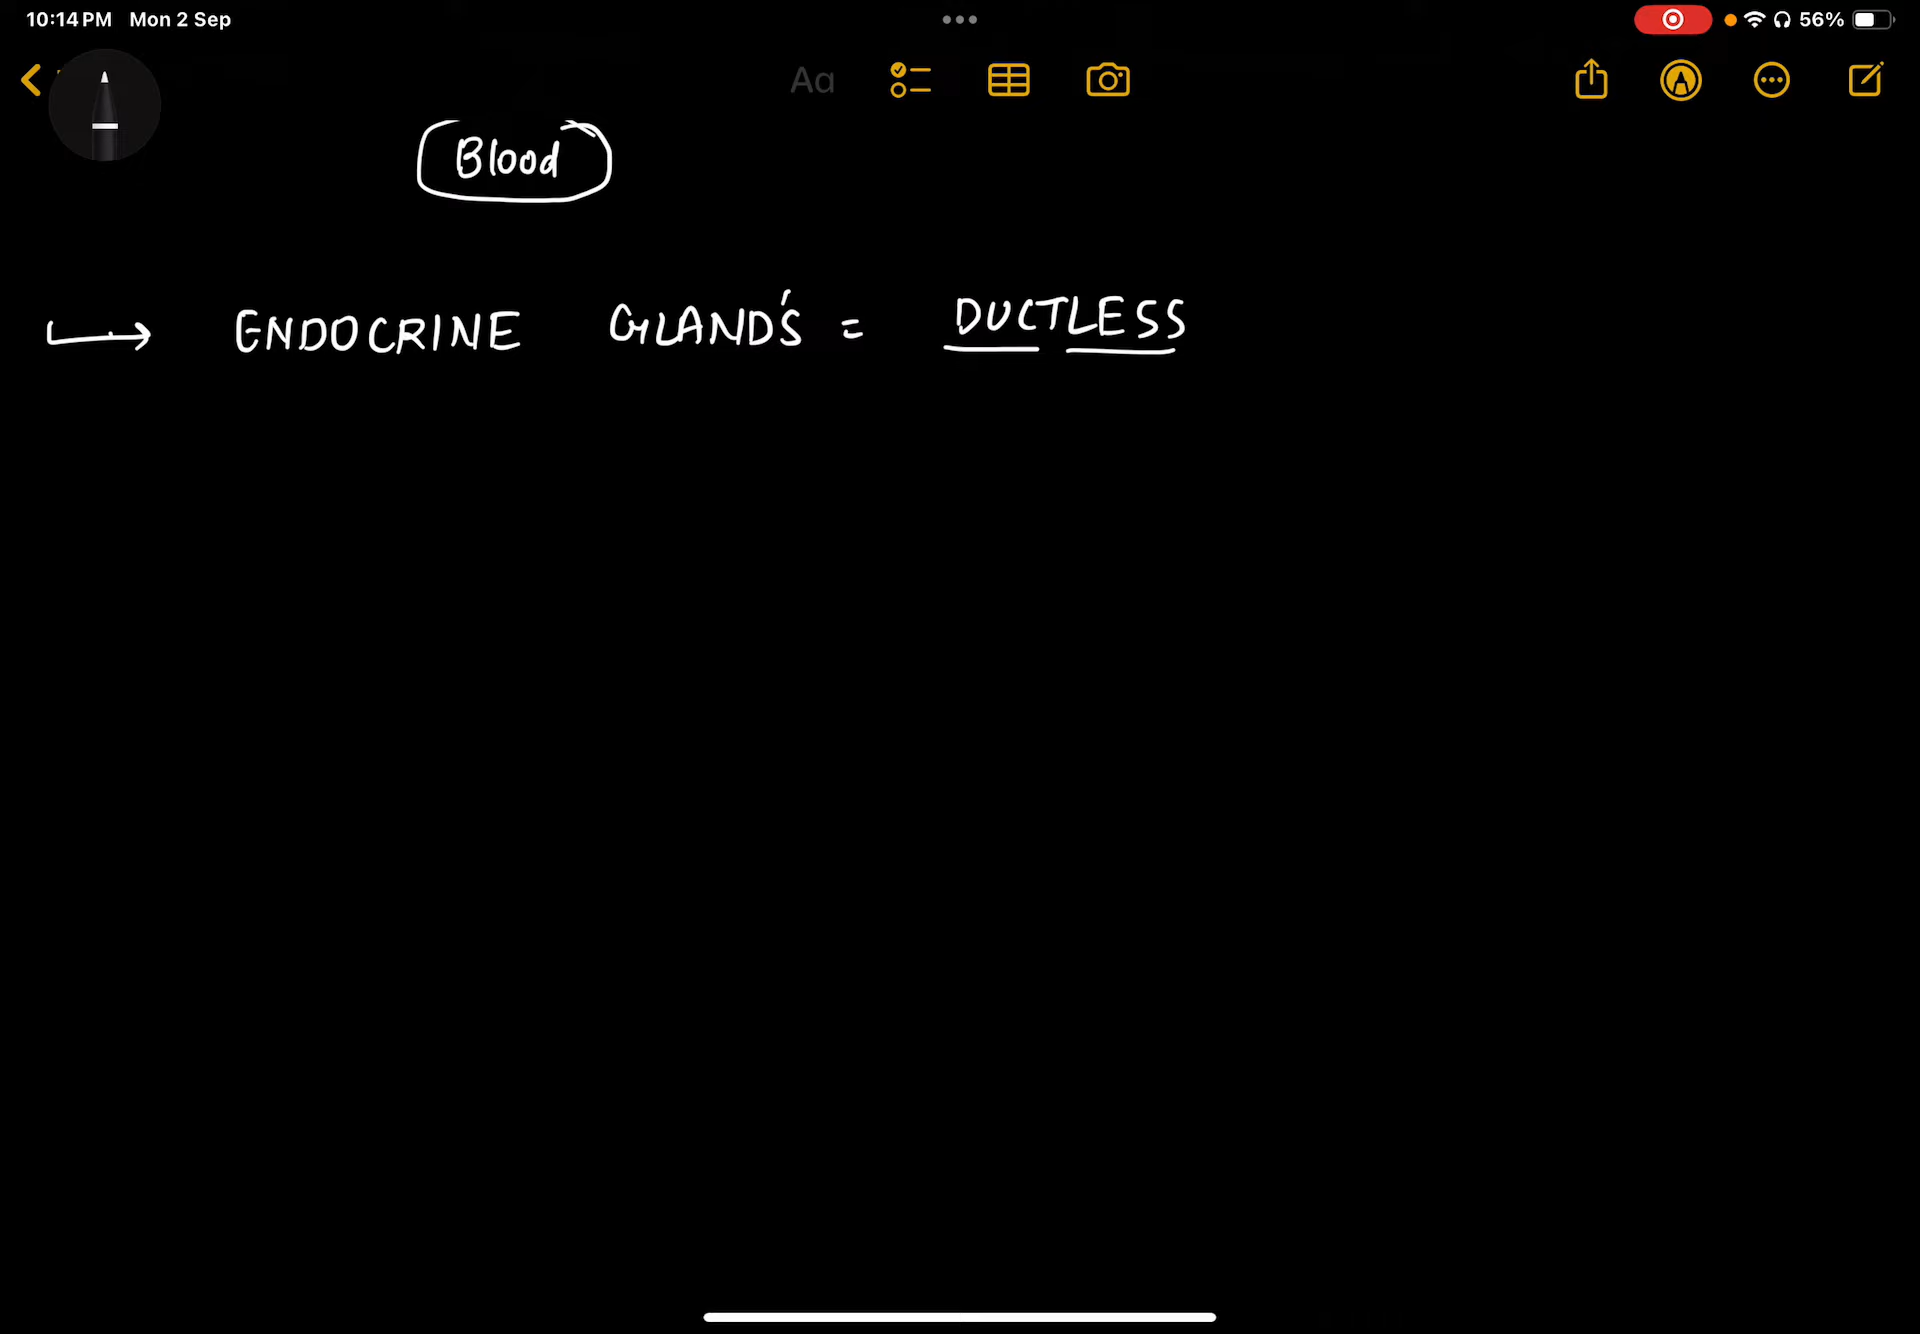 10:14 PM Mon 2 Sep 56%
Aa
Blood
ENDOCRINE GLAND'S = DUCTLESS